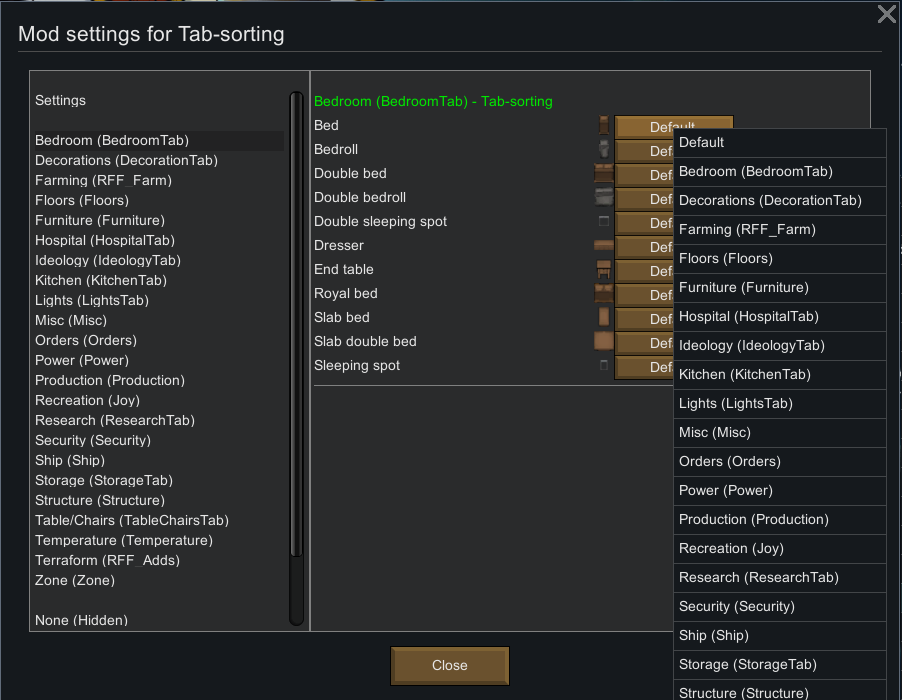 Mod settings for Tab-sorting
Settings
Bedroom (BedroomTab)
Decorations (DecorationTab)
Farming (RFF_Farm)
Floors (Floors)
Furniture (Furniture)
Hospital (HospitalTab)
Ideology (IdeologyTab)
Kitchen (KitchenTab)
Lights (LightsTab)
Misc (Misc)
Orders (Orders)
Power (Power)
Production (Production)
Recreation (Joy)
Research (ResearchTab)
Security (Security)
Ship (Ship)
Storage (StorageTab)
Structure (Structure)
Table/Chairs (TableChairsTab)
Temperature (Temperature)
Terraform (RFF_Adds)
Zone (Zone)
None (Hidden)
Bedroom (BedroomTab) - Tab-sorting
Bed Default
Bedroll Def
Double bed Def
Double bedroll Def
Double sleeping spot Def
Dresser Def
End table Def
Royal bed Def
Slab bed Def
Slab double bed Def
Sleeping spot Def
Default
Bedroom (BedroomTab)
Decorations (DecorationTab)
Farming (RFF_Farm)
Floors (Floors)
Furniture (Furniture)
Hospital (HospitalTab)
Ideology (IdeologyTab)
Kitchen (KitchenTab)
Lights (LightsTab)
Misc (Misc)
Orders (Orders)
Power (Power)
Production (Production)
Recreation (Joy)
Research (ResearchTab)
Security (Security)
Ship (Ship)
Storage (StorageTab)
Structure (Structure)
Close